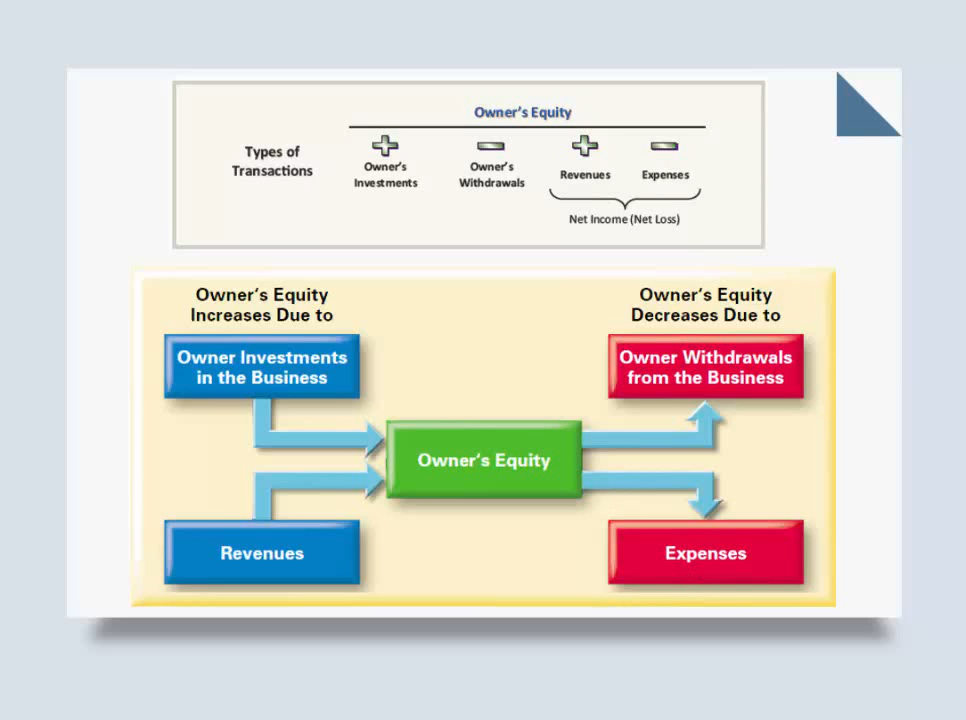 Owner's Equity
Types of
Transactions
Owner's
Investments
Owner's
Withdrawals
Revenues
Expenses
Net Income (Net Loss)
Owner's Equity
Increases Due to
Owner's Equity
Decreases Due to
Owner Investments
in the Business
Owner Withdrawals
from the Business
Owner's Equity
Revenues
Expenses